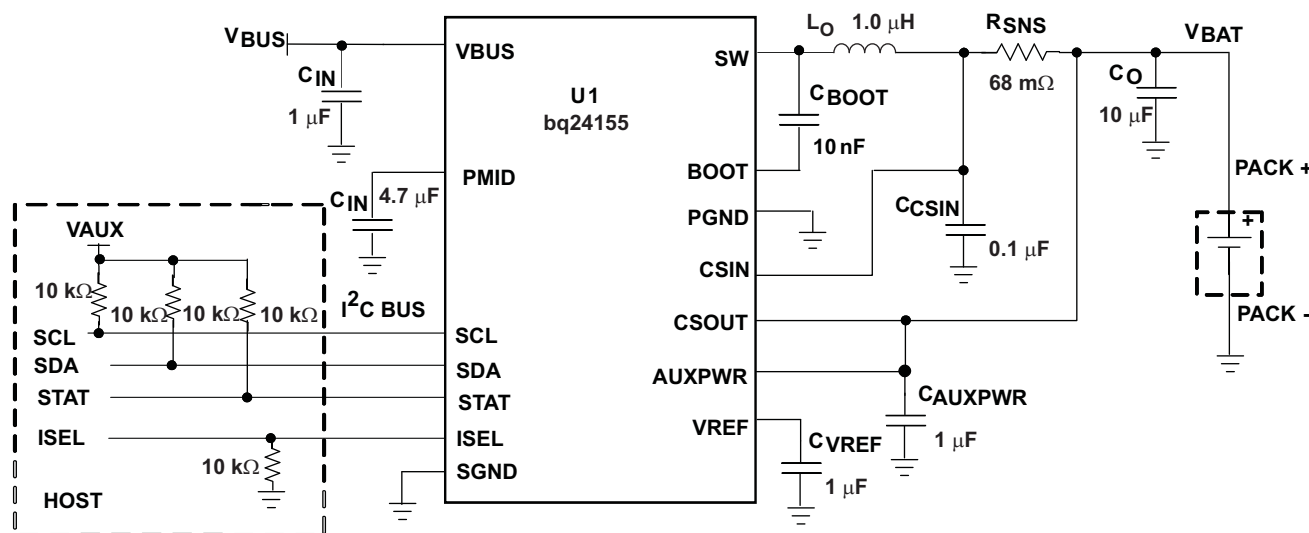 VBUS
CIN
1 μF
VBUS
U1
bq24155
SW
LO 1.0 μH
RSNS
68 mΩ
VBAT
CO
10 μF
CBOOT
10 nF
BOOT
PMID
CIN 4.7 μF
PGND
CCSIN
0.1 μF
CSIN
PACK +
+
PACK -
VAUX
10 kΩ
10 kΩ
10 kΩ
10 kΩ
I2C BUS
SCL
SCL
CSOUT
SDA
SDA
AUXPWR
CAUXPWR
1 μF
STAT
STAT
VREF
CVREF
1 μF
ISEL
ISEL
10 kΩ
SGND
HOST